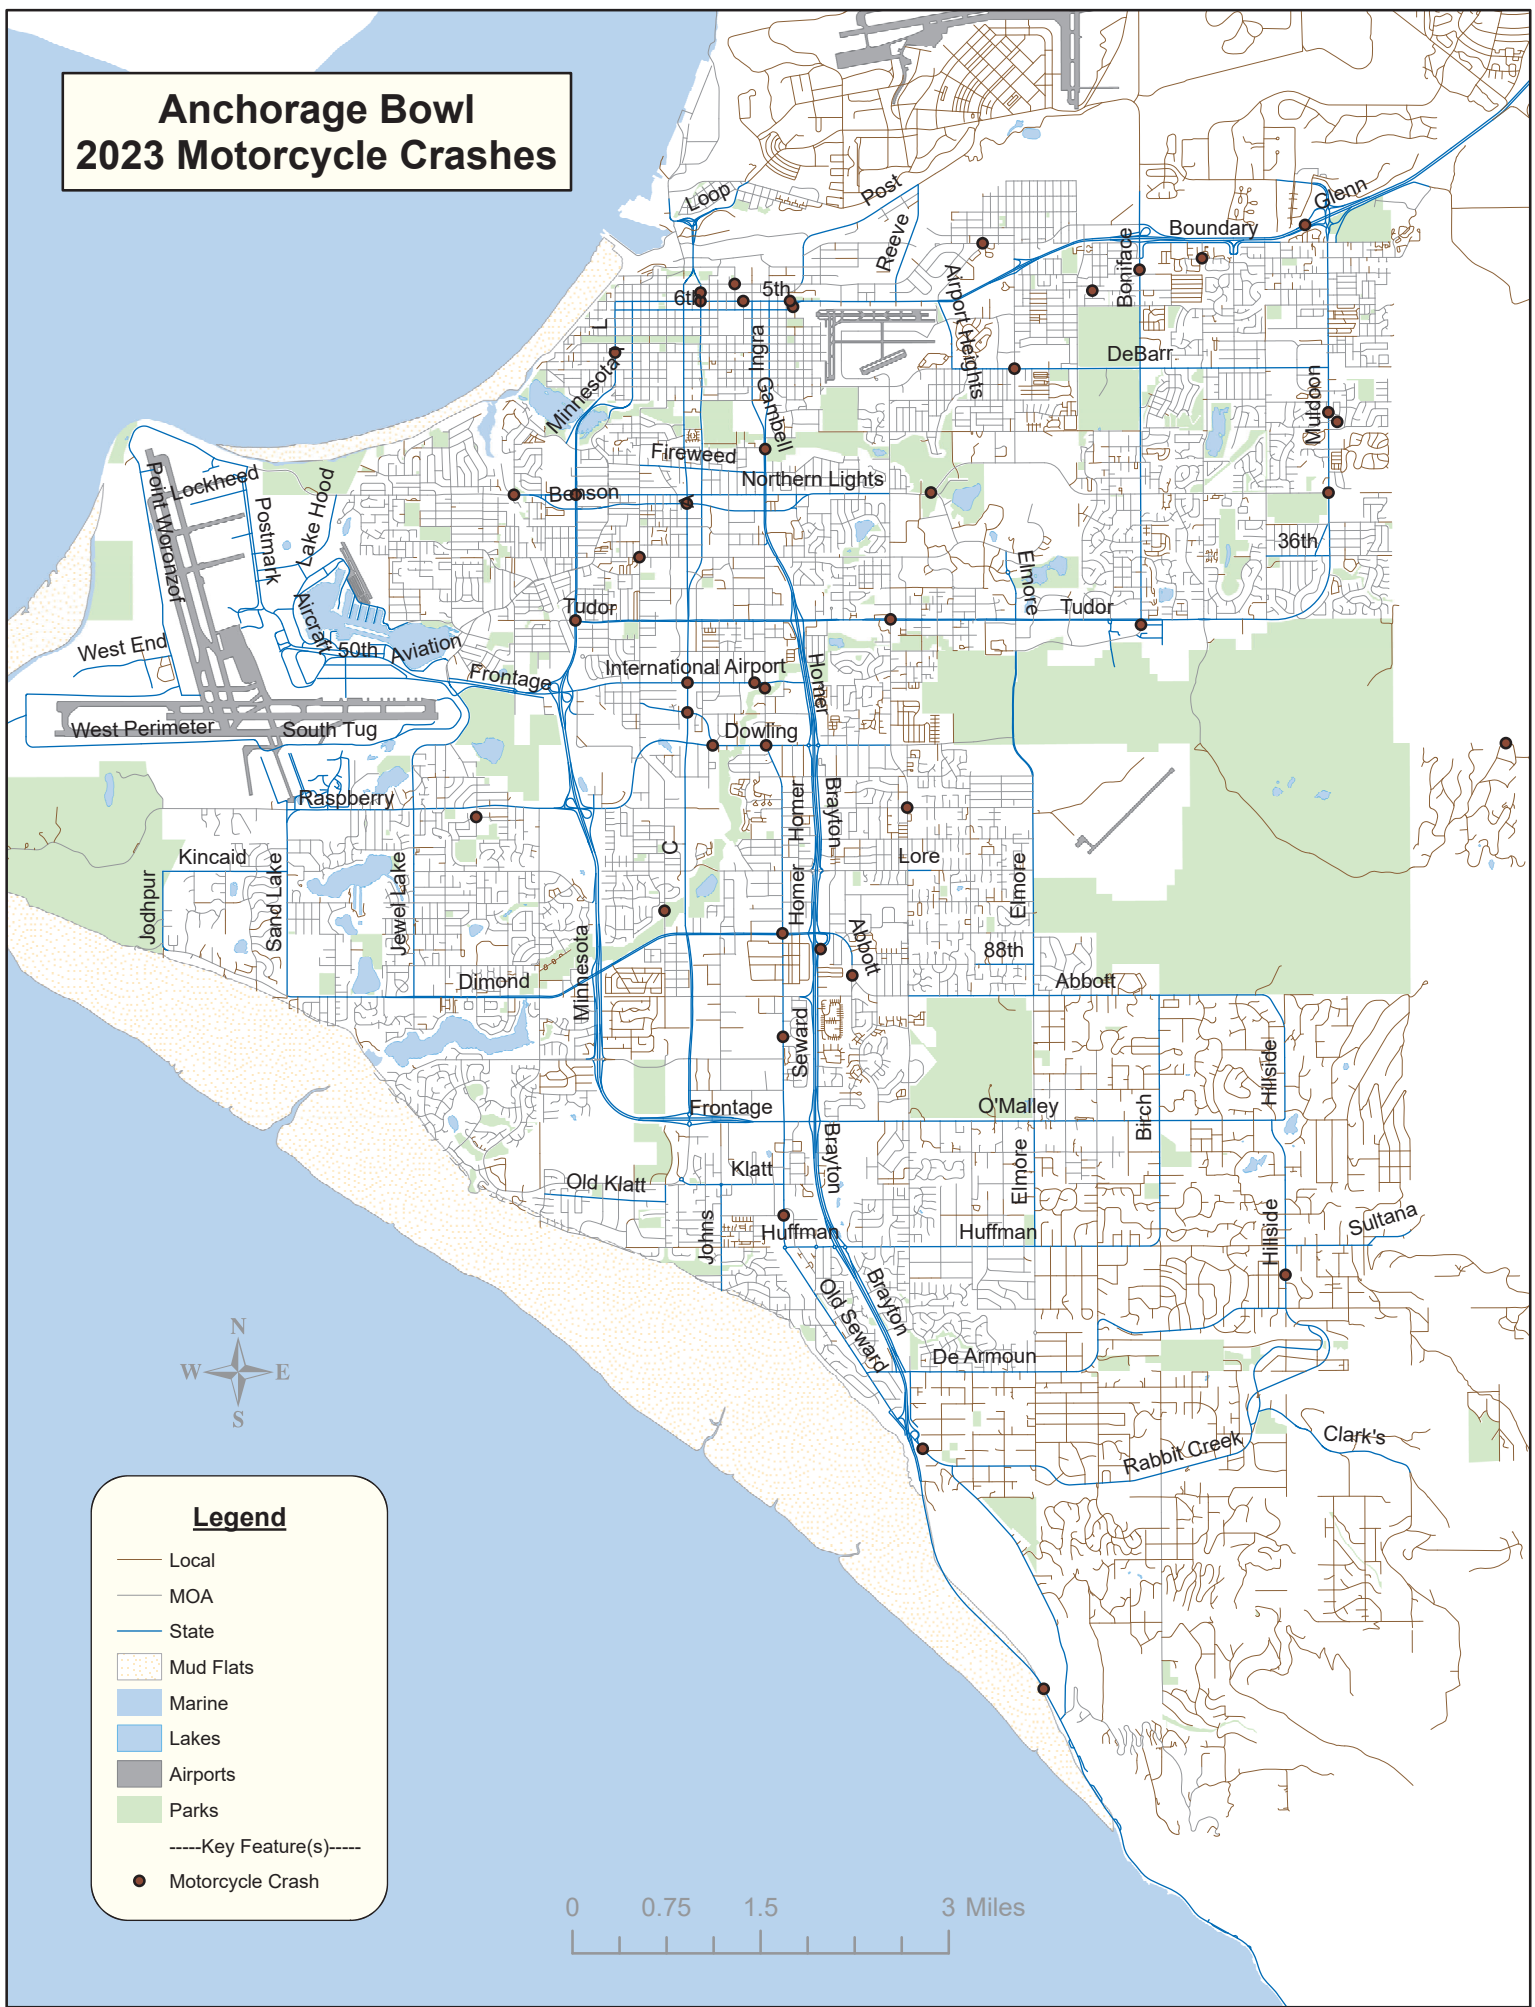 Anchorage Bowl
2023 Motorcycle Crashes
Loop
Post
Reeve
Glenn
Boundary
Boniface
Airport Heights
6th
5th
L
Ingra
Gambell
Minnesota
DeBarr
Muldoon
Fireweed
Northern Lights
Benson
A
Point Woronzof
Lockheed
Postmark
Lake Hood
Aircraft
36th
Elmore
Tudor
Tudor
West End
50th
Aviation
Frontage
International Airport
Homer
West Perimeter
South Tug
Dowling
Raspberry
Homer
Brayton
Kincaid
C
Lore
Jodhpur
Sand Lake
Jewel Lake
Homer
Elmore
Minnesota
Abbott
88th
Dimond
Abbott
Seward
Hillside
Frontage
O'Malley
Birch
Brayton
Klatt
Old Klatt
Elmore
Johns
Huffman
Huffman
Hillside
Sultana
Old Seward
Brayton
De Armoun
Rabbit Creek
Clark's
N
W
E
S
Legend
Local
MOA
State
Mud Flats
Marine
Lakes
Airports
Parks
-----Key Feature(s)-----
Motorcycle Crash
0 0.75 1.5 3 Miles